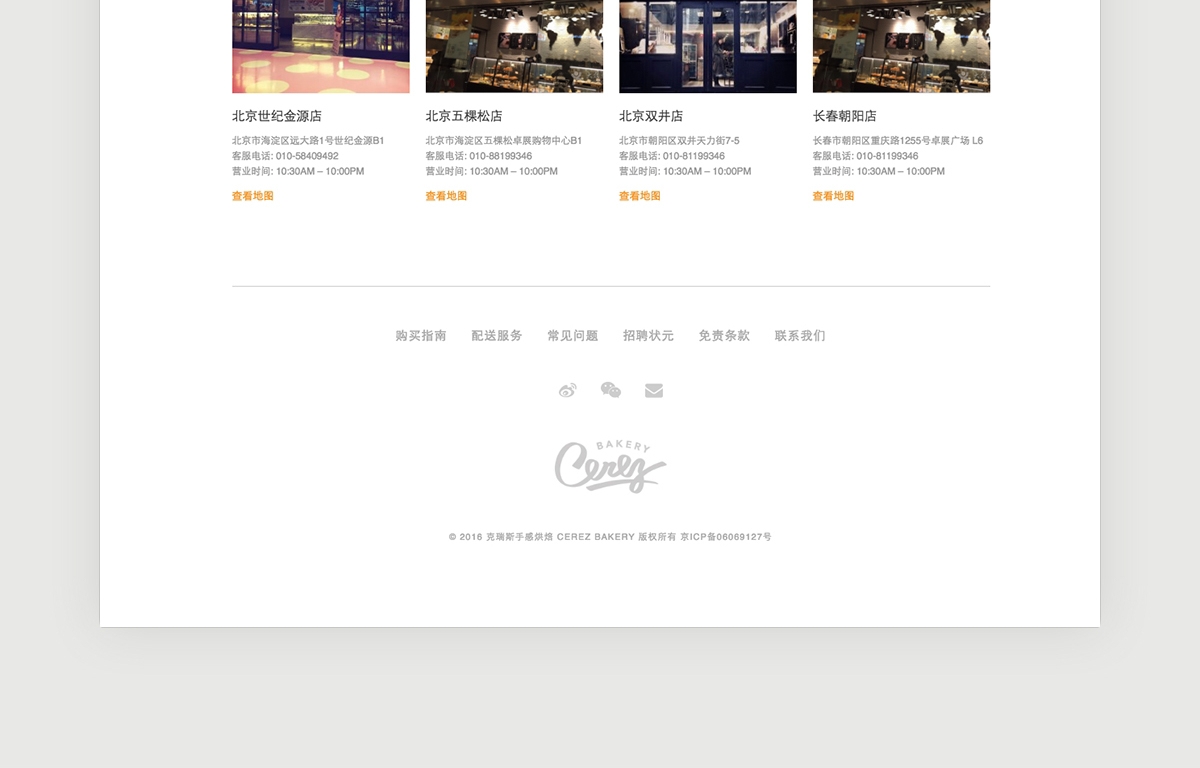 北京世纪金源店
北京市海淀区远大路1号世纪金源B1
客服电话: 010-58409492
营业时间: 10:30AM – 10:00PM
查看地图
北京五棵松店
北京市海淀区五棵松卓展购物中心B1
客服电话: 010-88199346
营业时间: 10:30AM – 10:00PM
查看地图
北京双井店
北京市朝阳区双井天力街7-5
客服电话: 010-81199346
营业时间: 10:30AM – 10:00PM
查看地图
长春朝阳店
长春市朝阳区重庆路1255号卓展广场 L6
客服电话: 010-81199346
营业时间: 10:30AM – 10:00PM
查看地图
购买指南 配送服务 常见问题 招聘状元 免责条款 联系我们
BAKERY
Cerez
© 2016 克瑞斯手感烘焙 CEREZ BAKERY 版权所有 京ICP备06069127号